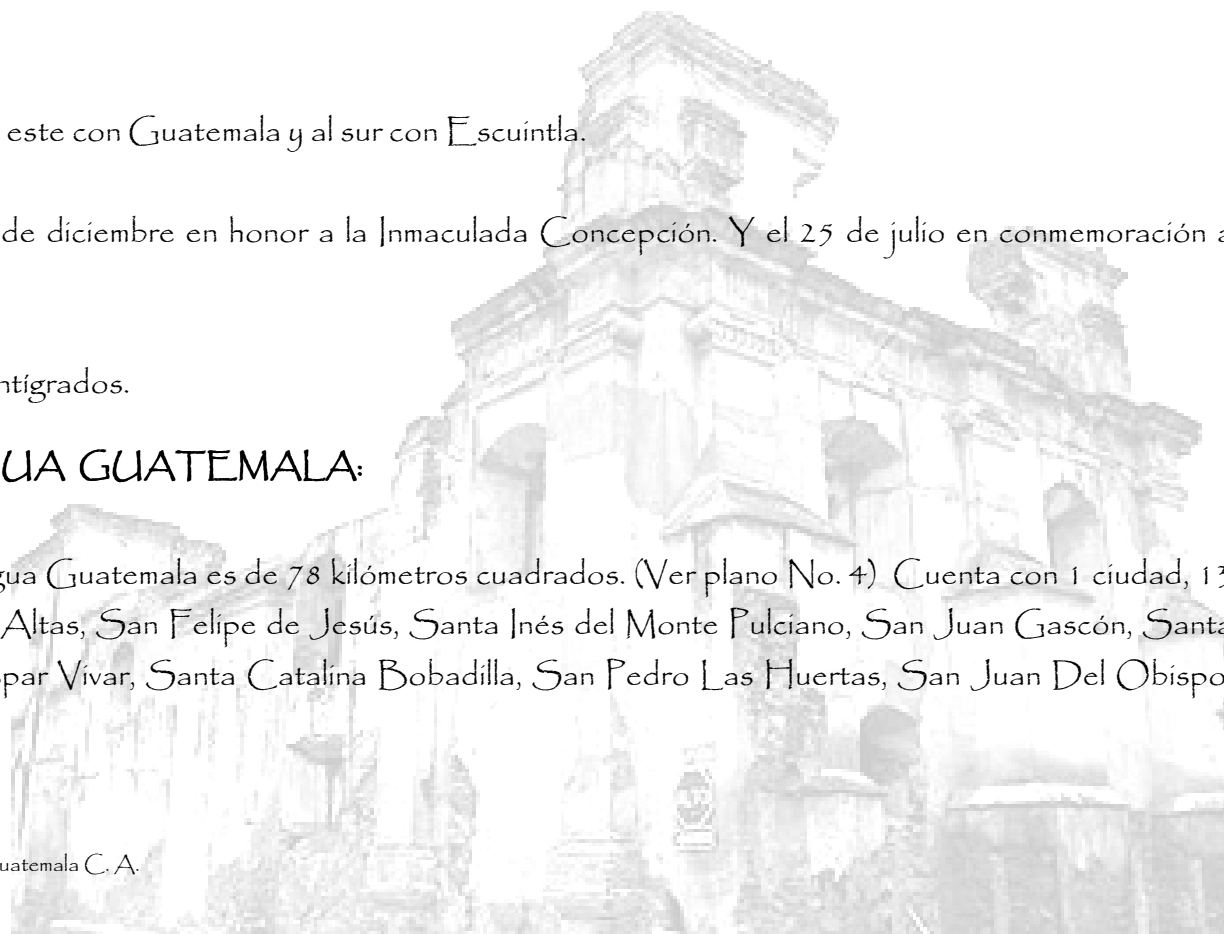 este con Guatemala y al sur con Escuintla.
de diciembre en honor a la Inmaculada Concepción. Y el 25 de julio en conmemoración a
ntígrados.
UA GUATEMALA:
gua Guatemala es de 78 kilómetros cuadrados. (Ver plano No. 4) Cuenta con 1 ciudad, 13
Altas, San Felipe de Jesús, Santa Inés del Monte Pulciano, San Juan Gascón, Santa
spar Vivar, Santa Catalina Bobadilla, San Pedro Las Huertas, San Juan Del Obispo
uatemala C. A.